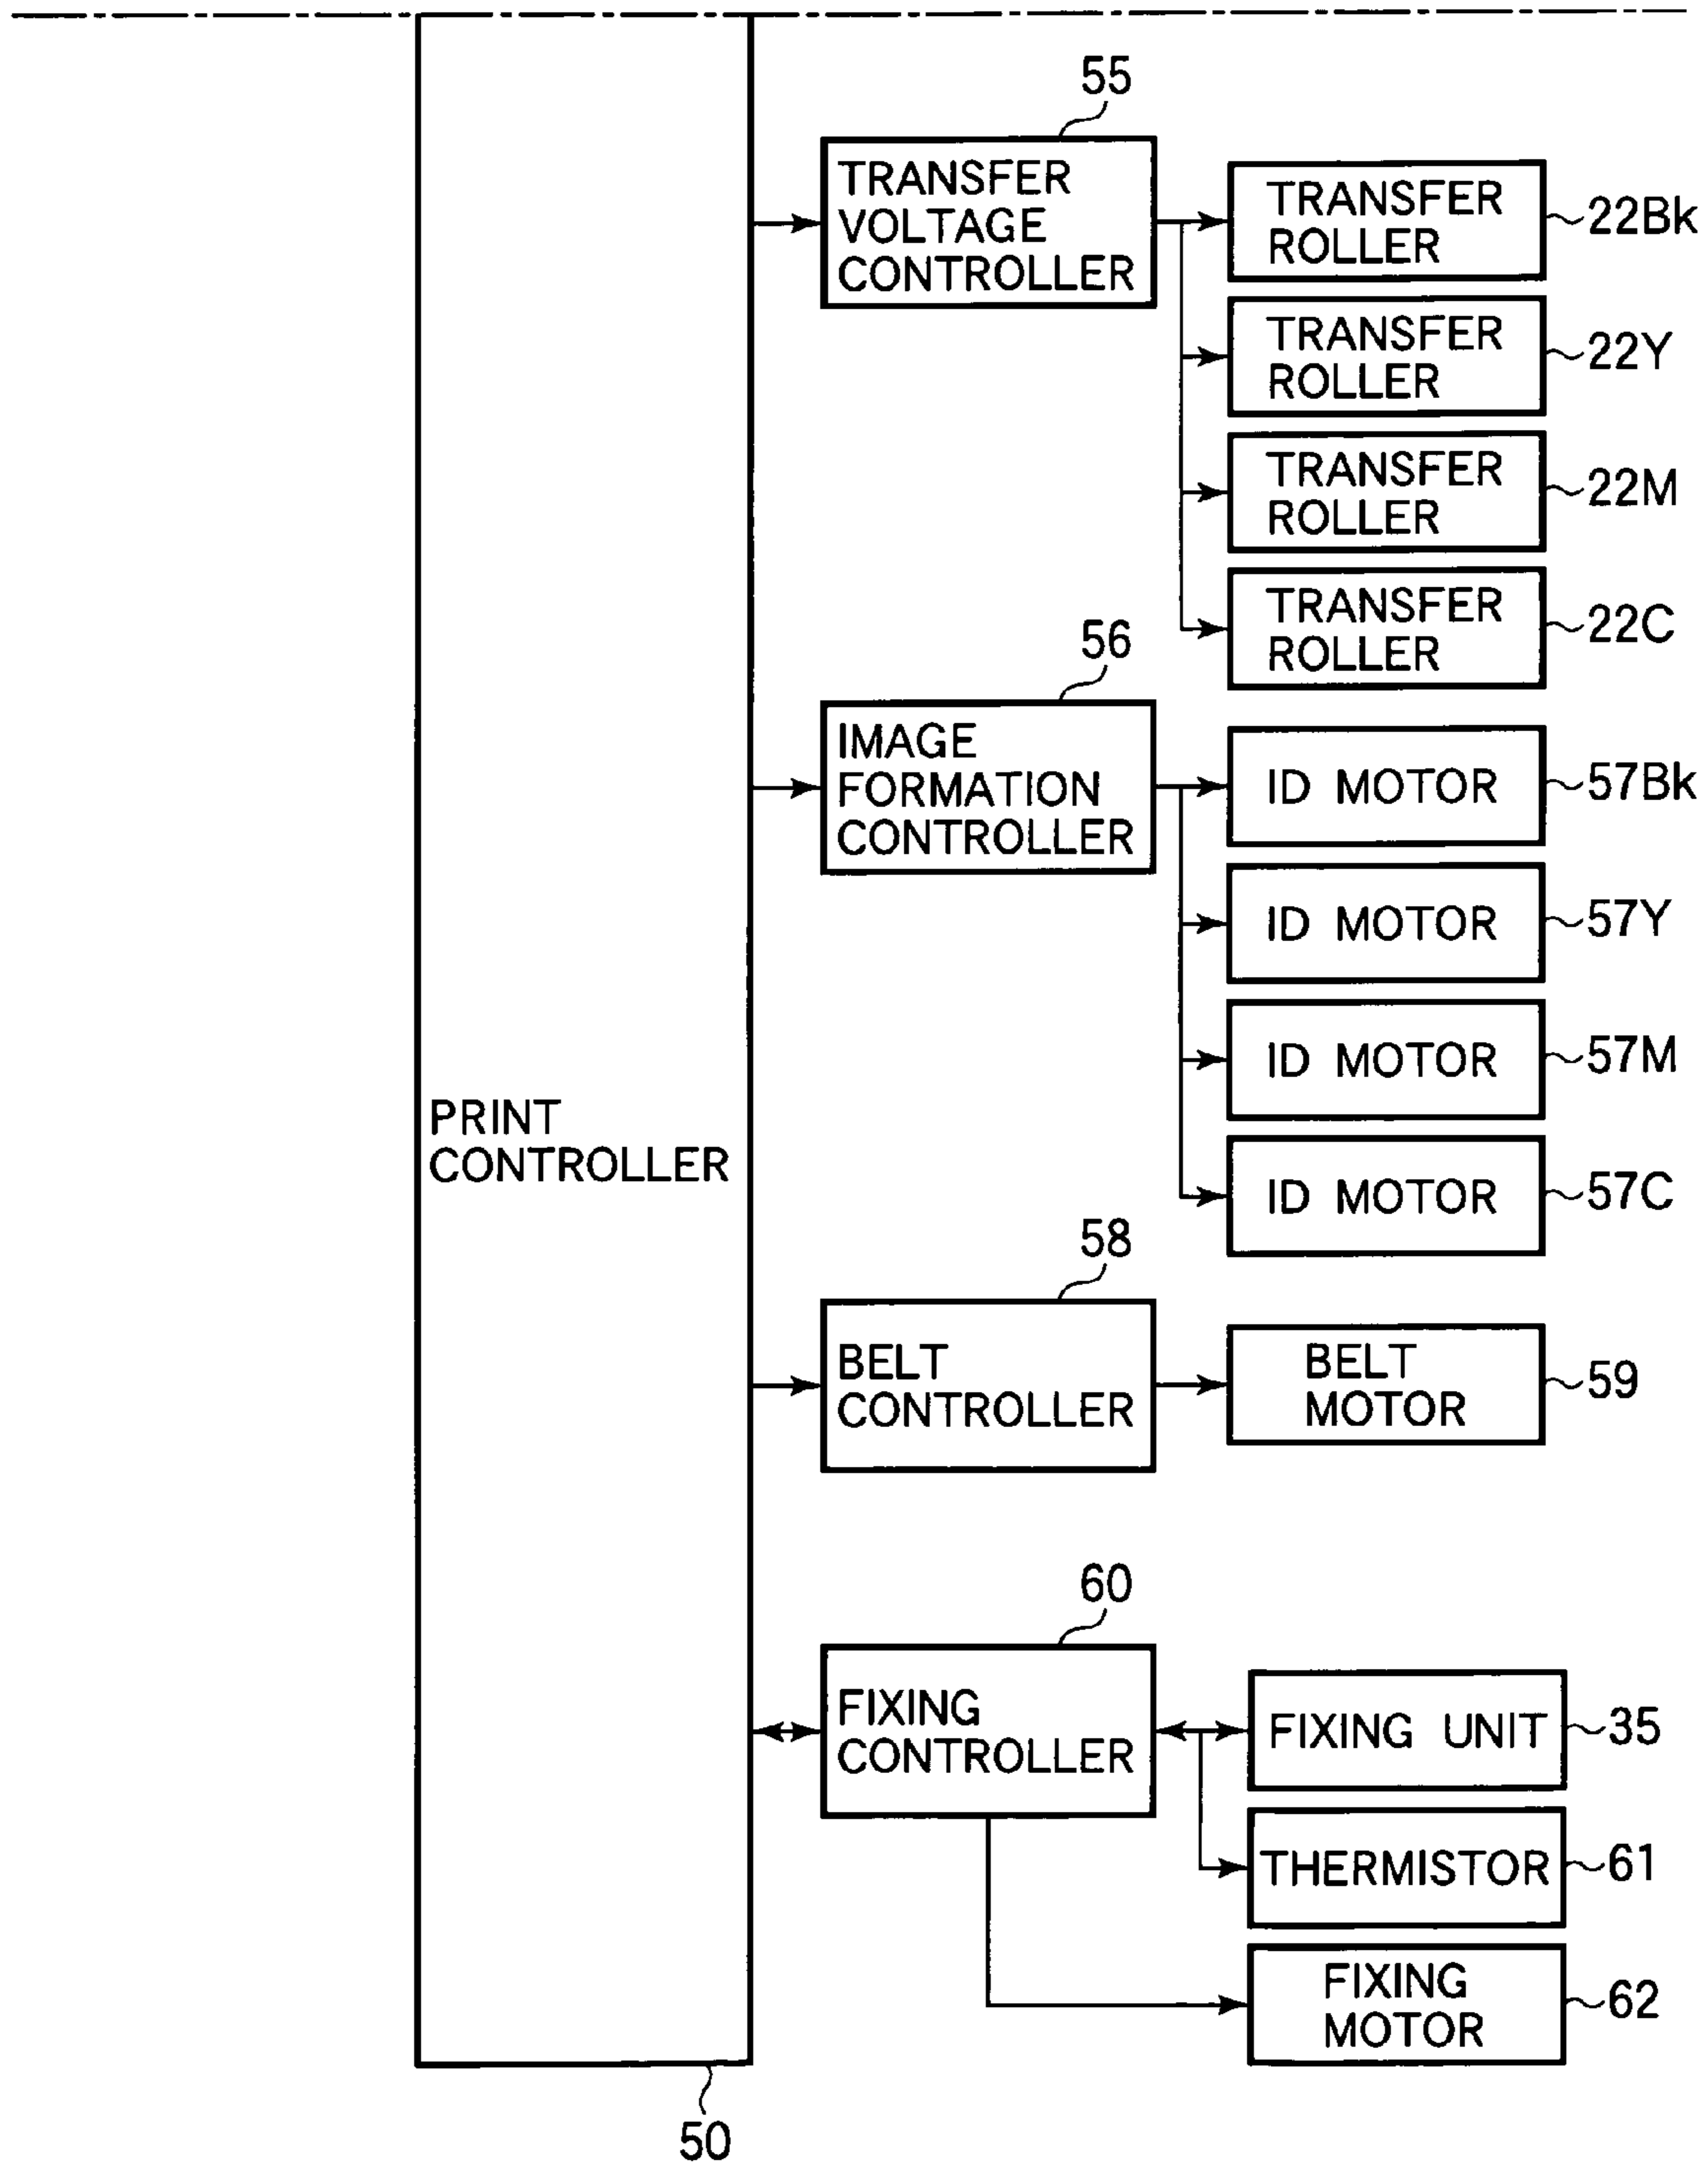 55
TRANSFER
VOLTAGE
CONTROLLER
TRANSFER
ROLLER
22Bk
TRANSFER
ROLLER
22Y
TRANSFER
ROLLER
22M
TRANSFER
ROLLER
22C
56
IMAGE
FORMATION
CONTROLLER
ID MOTOR
57Bk
ID MOTOR
57Y
ID MOTOR
57M
ID MOTOR
57C
PRINT
CONTROLLER
58
BELT
CONTROLLER
BELT
MOTOR
59
60
FIXING
CONTROLLER
FIXING UNIT
35
THERMISTOR
61
FIXING
MOTOR
62
50